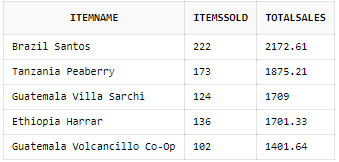 ITEMNAME ITEMSSOLD TOTALSALES
Brazil Santos 222 2172.61
Tanzania Peaberry 173 1875.21
Guatemala Villa Sarchi 124 1709
Ethiopia Harrar 136 1701.33
Guatemala Volcancillo Co-Op 102 1401.64